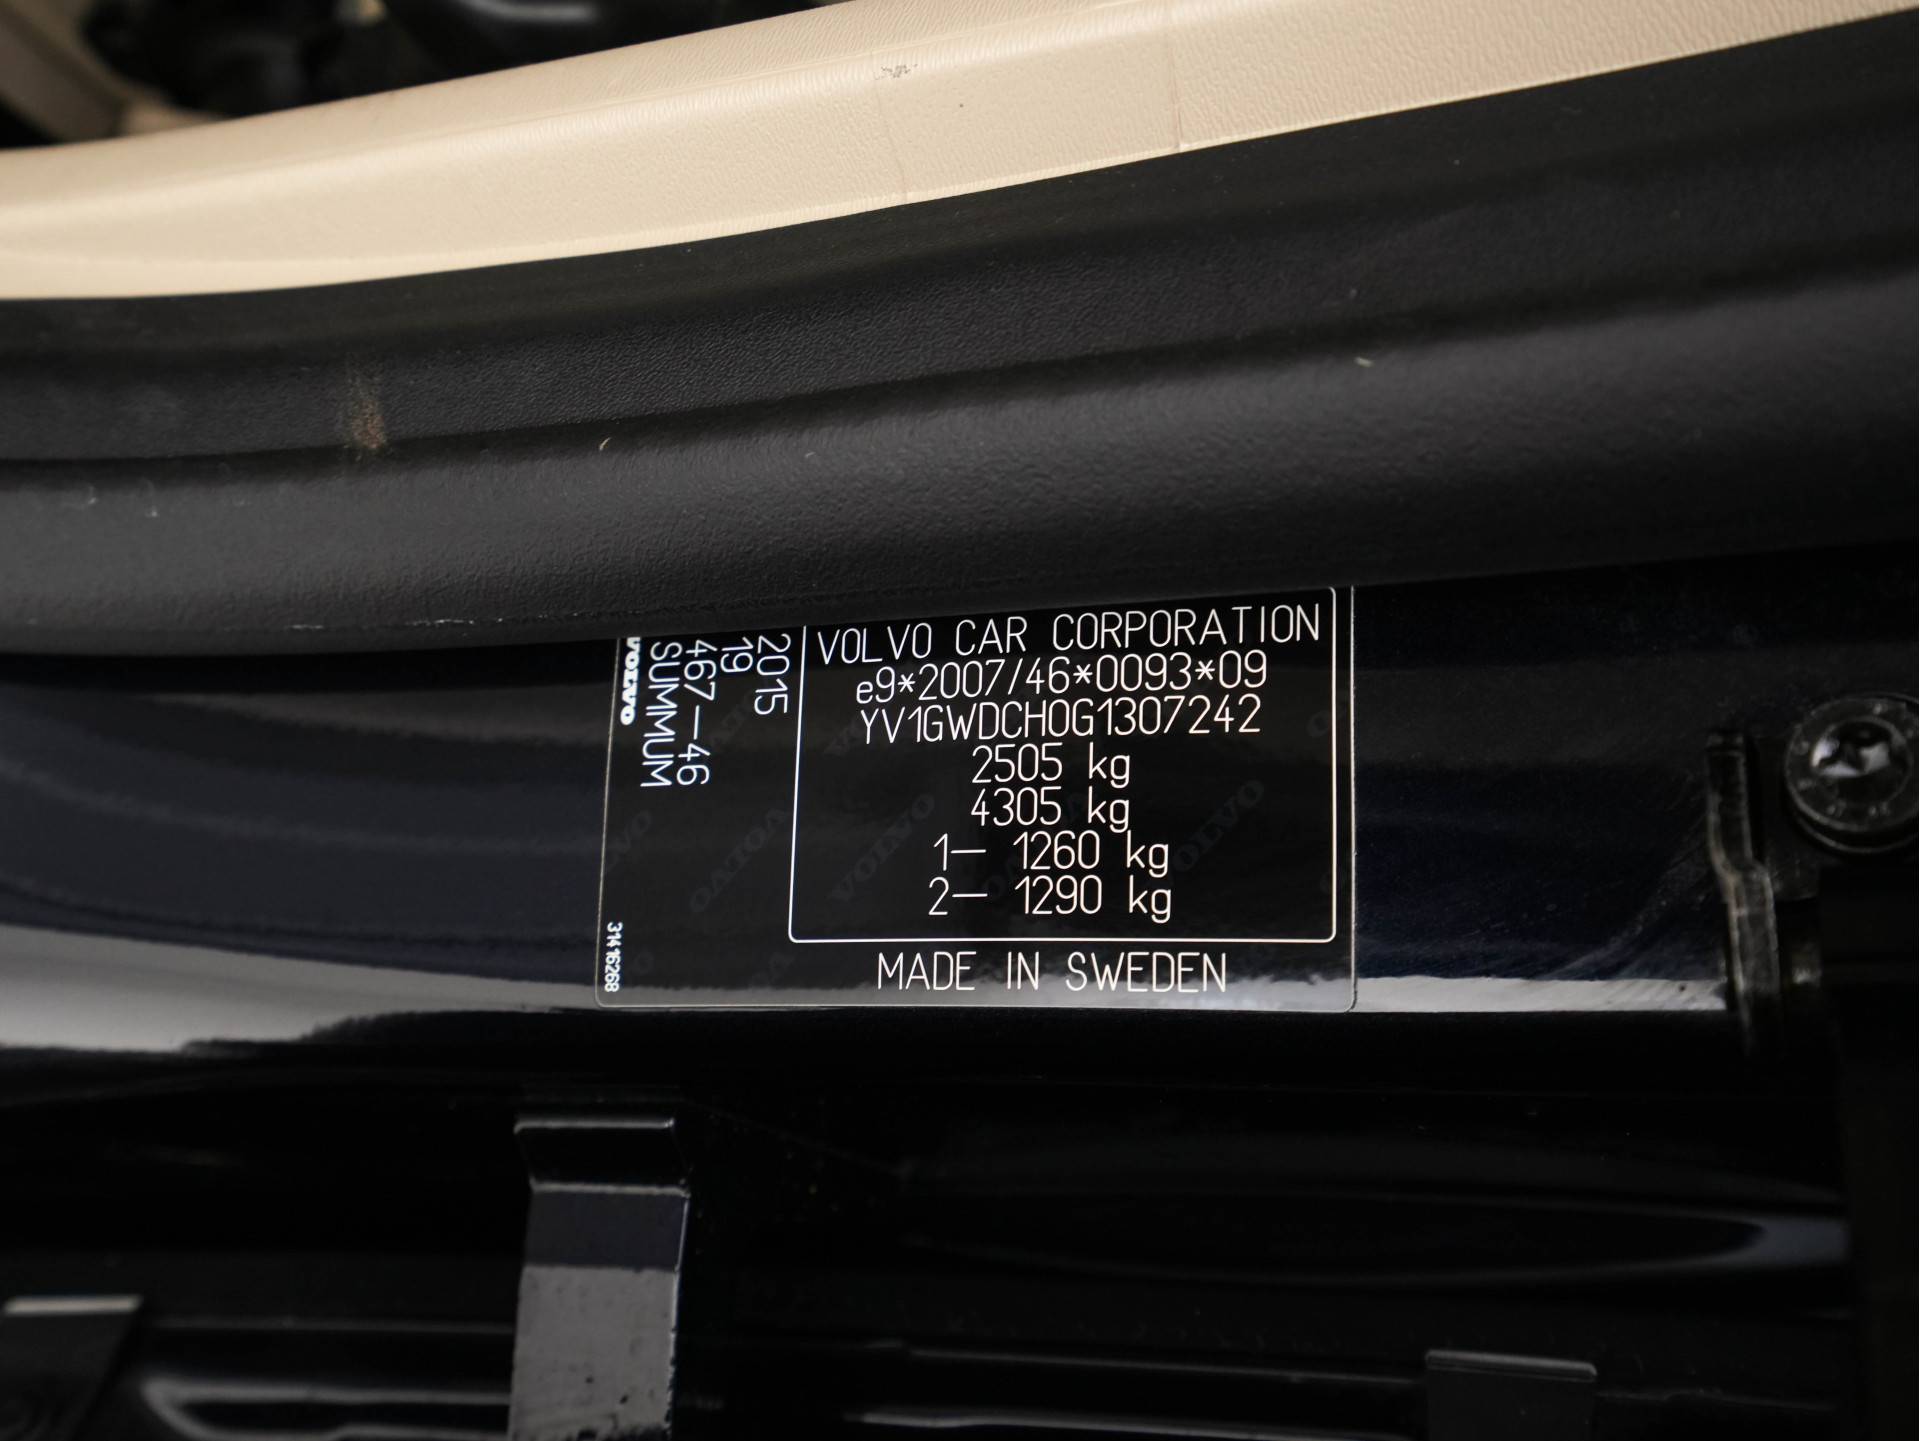 VOLVO CAR CORPORATION
e9*2007/46*0093*09
YV1GWDCH0G1307242
2505 kg
4305 kg
1— 1260 kg
2— 1290 kg
MADE IN SWEDEN
2015
19
467-46
SUMMUM
VOLVO
31416268